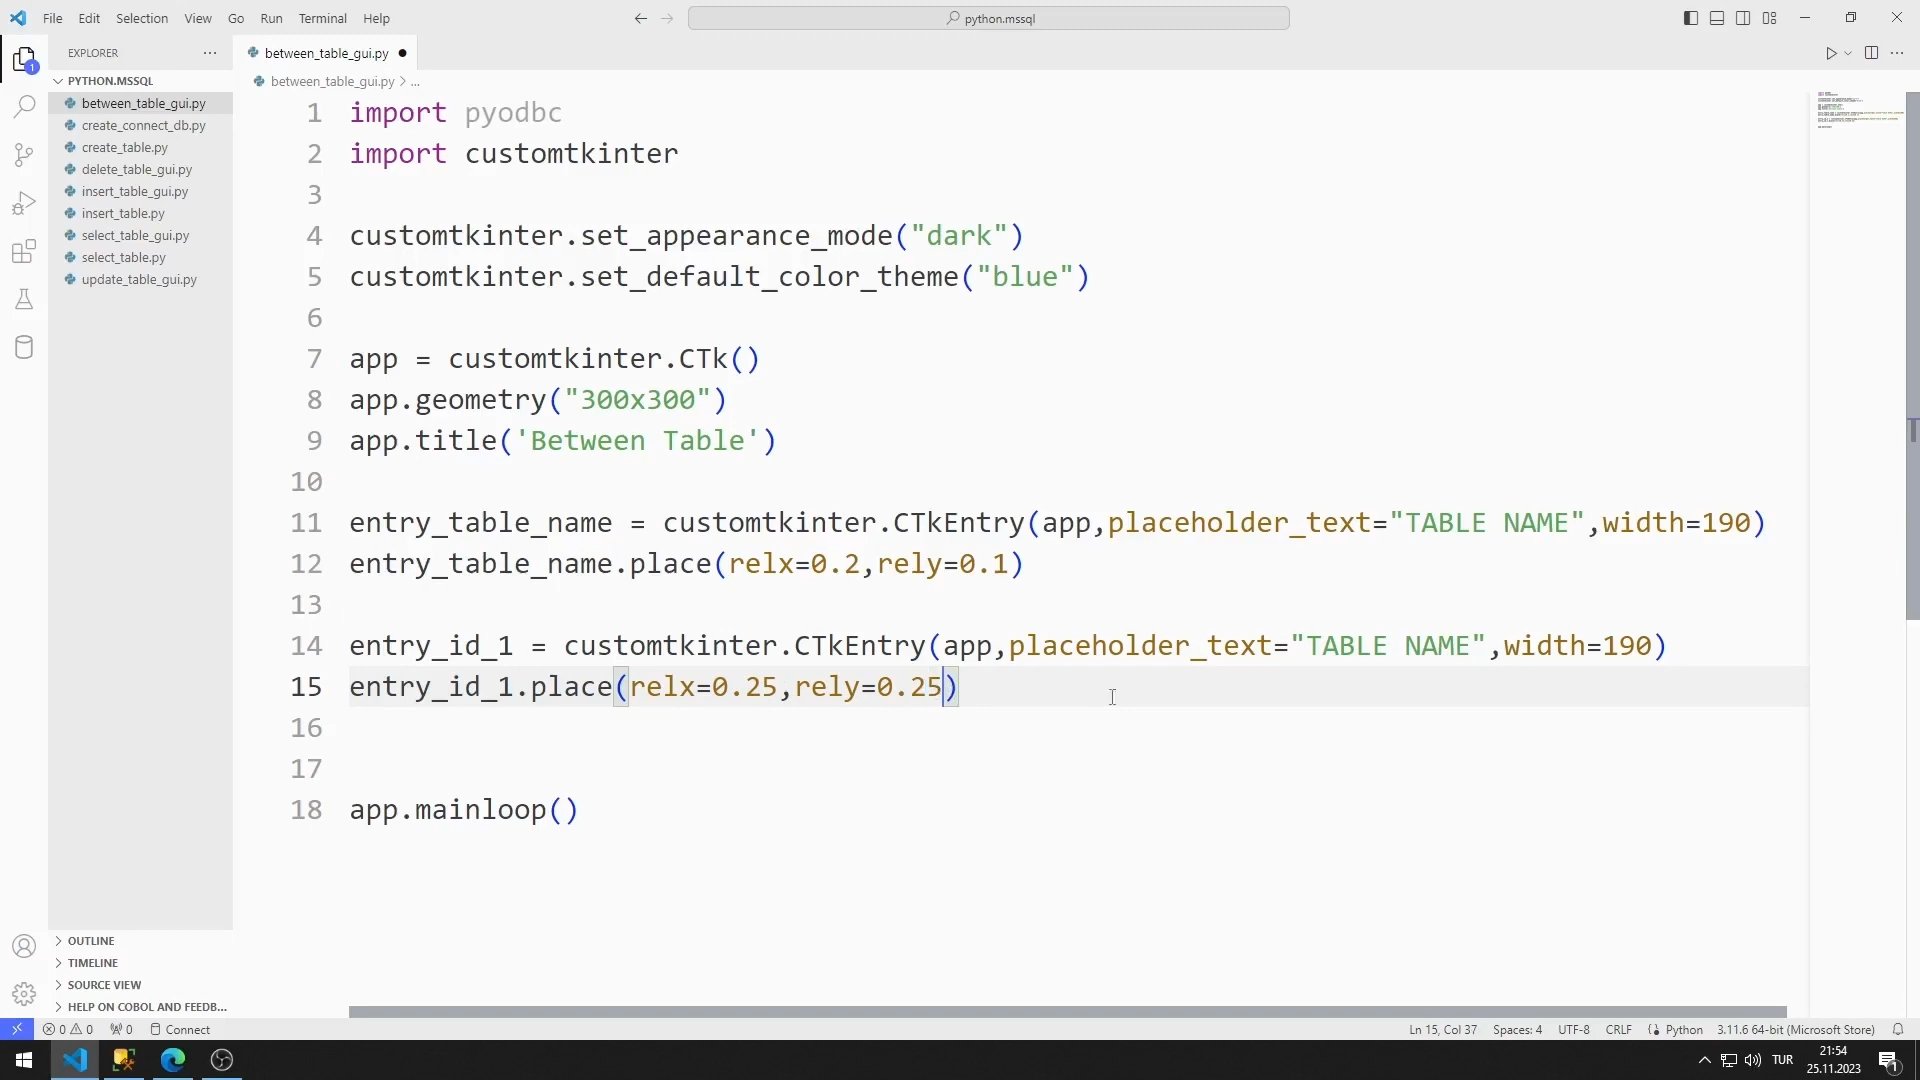 File Edit Selection View Go Run Terminal Help
python.mssql
EXPLORER
between_table_gui.py
PYTHON.MSSQL
between_table_gui.py > ...
between_table_gui.py
create_connect_db.py
create_table.py
delete_table_gui.py
insert_table_gui.py
insert_table.py
select_table_gui.py
select_table.py
update_table_gui.py
1 import pyodbc
2 import customtkinter
3
4 customtkinter.set_appearance_mode("dark")
5 customtkinter.set_default_color_theme("blue")
6
7 app = customtkinter.CTk()
8 app.geometry("300x300")
9 app.title('Between Table')
10
11 entry_table_name = customtkinter.CTkEntry(app,placeholder_text="TABLE NAME",width=190)
12 entry_table_name.place(relx=0.2,rely=0.1)
13
14 entry_id_1 = customtkinter.CTkEntry(app,placeholder_text="TABLE NAME",width=190)
15 entry_id_1.place(relx=0.25,rely=0.25)
16
17
18 app.mainloop()
OUTLINE
TIMELINE
SOURCE VIEW
HELP ON COBOL AND FEEDB...
0 0 0 Connect
Ln 15, Col 37 Spaces: 4 UTF-8 CRLF Python 3.11.6 64-bit (Microsoft Store)
TUR
21:54
25.11.2023
1
1